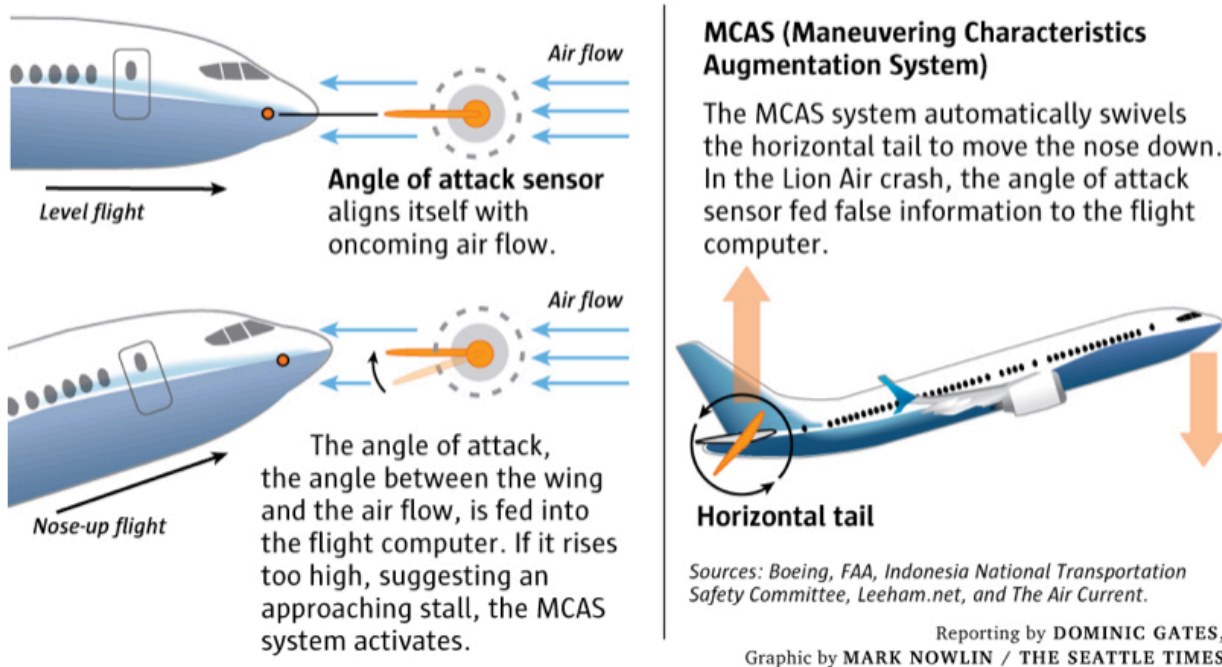 Air flow
Angle of attack sensor
aligns itself with
oncoming air flow.
Level flight
Air flow
The angle of attack,
the angle between the wing
and the air flow, is fed into
the flight computer. If it rises
too high, suggesting an
approaching stall, the MCAS
system activates.
Nose-up flight
MCAS (Maneuvering Characteristics
Augmentation System)
The MCAS system automatically swivels
the horizontal tail to move the nose down.
In the Lion Air crash, the angle of attack
sensor fed false information to the flight
computer.
Horizontal tail
Sources: Boeing, FAA, Indonesia National Transportation
Safety Committee, Leeham.net, and The Air Current.
Reporting by DOMINIC GATES,
Graphic by MARK NOWLIN / THE SEATTLE TIMES